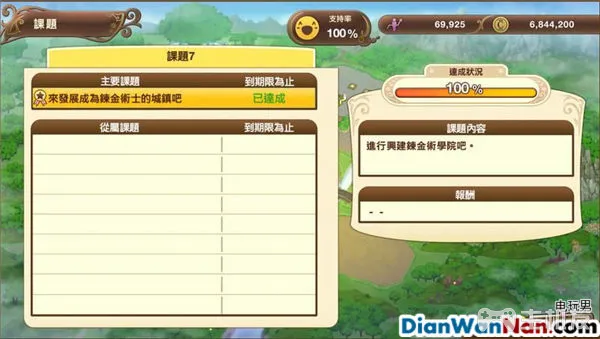 課題
支持率
100%
69,925
6,844,200
課題7
主要課題
到期限為止
來發展成為鍊金術士的城鎮吧
已達成
從屬課題
到期限為止
達成狀況
100 %
課題內容
進行興建鍊金術學院吧。
報酬
- -
电玩男
DianWanNan.com